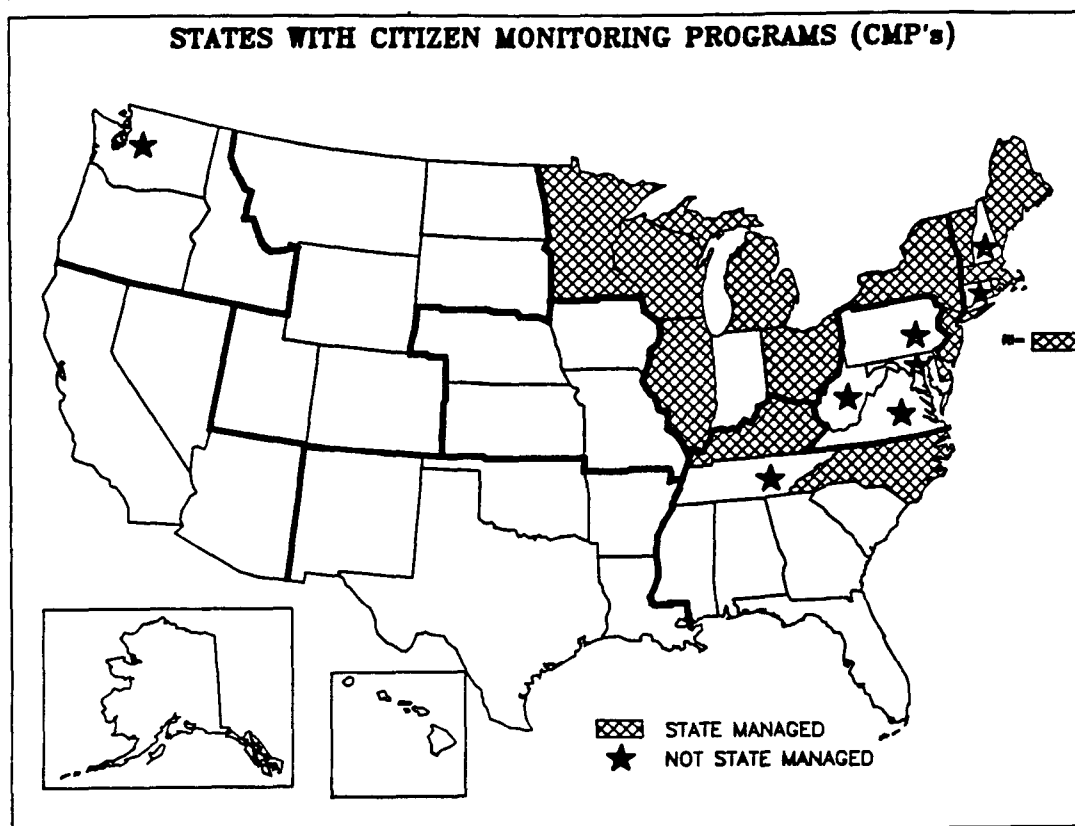 STATES WITH CITIZEN MONITORING PROGRAMS (CMP's)
STATE MANAGED
NOT STATE MANAGED